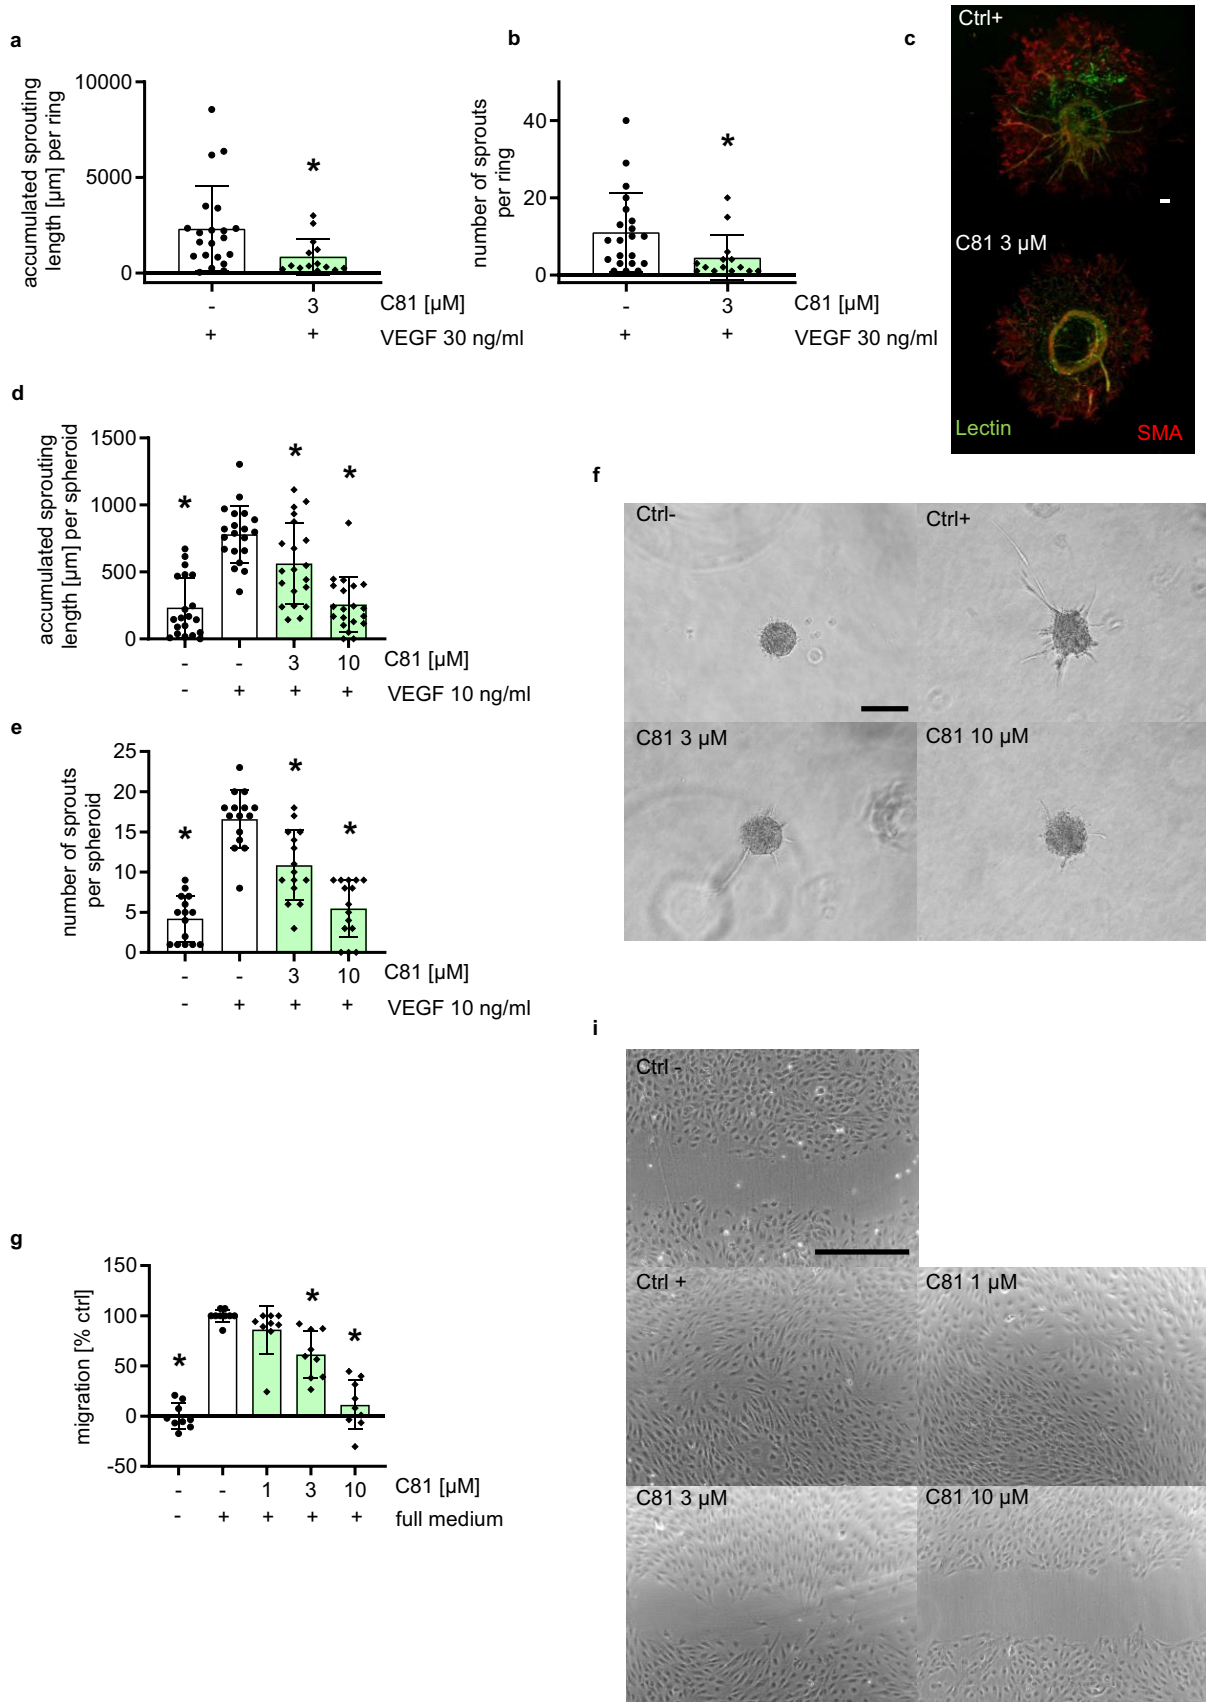 a
accumulated sprouting
length [µm] per ring
10000
5000
0
*
- 3 C81 [µM]
+ + VEGF 30 ng/ml
b
number of sprouts
per ring
40
20
0
*
- 3 C81 [µM]
+ + VEGF 30 ng/ml
c
Ctrl+
C81 3 µM
Lectin SMA
d
accumulated sprouting
length [µm] per spheroid
1500
1000
500
0
* * *
- - 3 10 C81 [µM]
- + + + VEGF 10 ng/ml
e
number of sprouts
per spheroid
25
20
15
10
5
0
* * *
- - 3 10 C81 [µM]
- + + + VEGF 10 ng/ml
f
Ctrl- Ctrl+
C81 3 µM C81 10 µM
g
migration [% ctrl]
150
100
50
0
-50
* * *
- - 1 3 10 C81 [µM]
- + + + + full medium
i
Ctrl -
Ctrl + C81 1 µM
C81 3 µM C81 10 µM